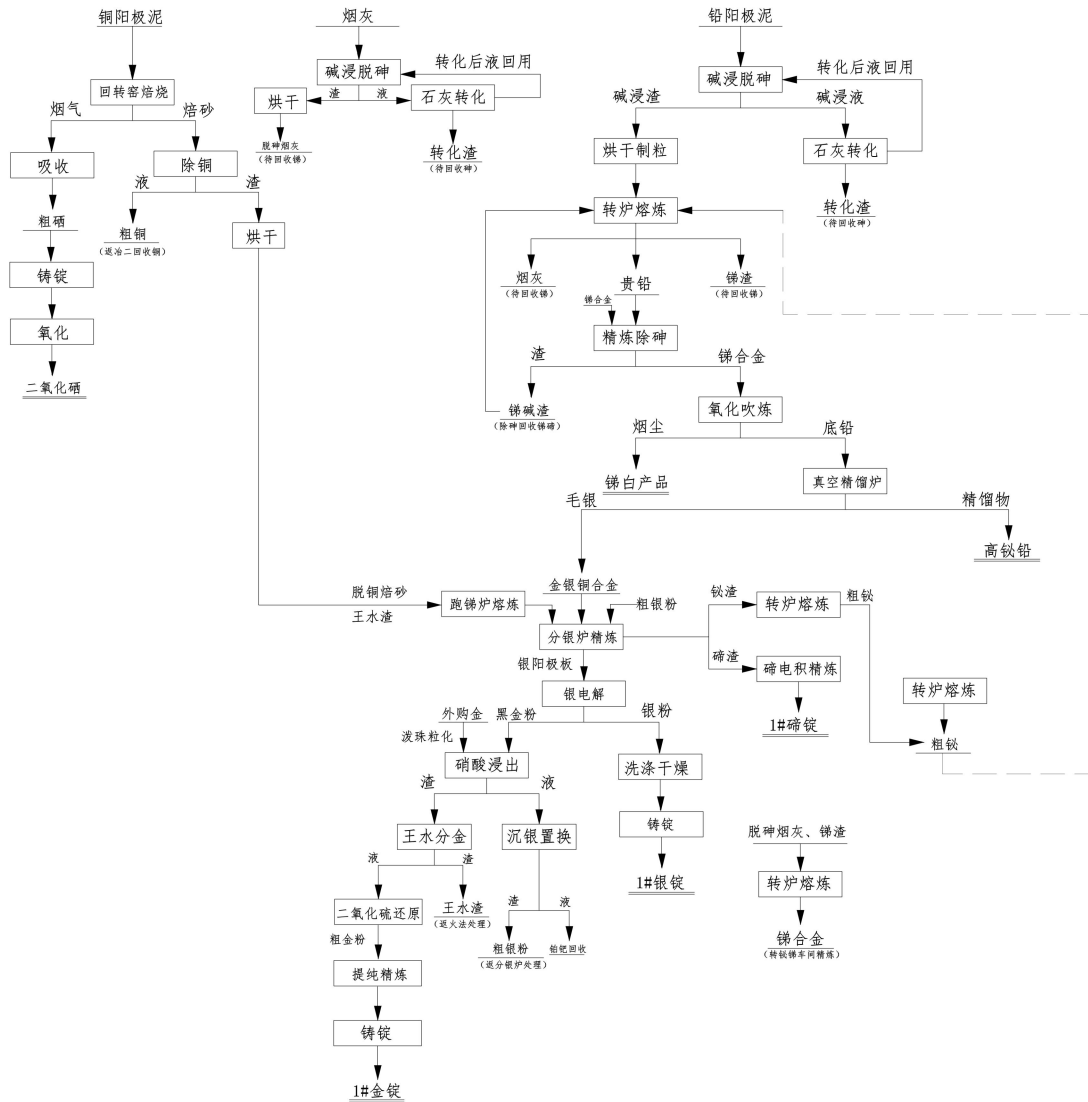 铜阳极泥
烟灰
铅阳极泥
回转窑焙烧
碱浸脱砷
转化后液回用
碱浸脱砷
转化后液回用
烟气
焙砂
渣
液
碱浸渣
碱浸液
烘干
石灰转化
吸收
除铜
脱砷烟灰
(待回收锑)
转化渣
(待回收砷)
烘干制粒
石灰转化
液
渣
粗硒
粗铜
(返冶二回收铜)
烘干
转炉熔炼
转化渣
(待回收砷)
铸锭
烟灰
(待回收锑)
贵铅
锑渣
(待回收锑)
锑合金
氧化
精炼除砷
渣
锑合金
二氧化硒
锑碱渣
(除砷回收锑碲)
氧化吹炼
烟尘
底铅
锑白产品
真空精馏炉
毛银
精馏物
高铋铅
脱铜焙砂
王水渣
跑锑炉熔炼
金银铜合金
粗银粉
铋渣
转炉熔炼
粗铋
分银炉精炼
银阳极板
碲渣
碲电积精炼
银电解
转炉熔炼
外购金
黑金粉
银粉
1#碲锭
泼珠粒化
粗铋
硝酸浸出
洗涤干燥
渣
液
王水分金
沉银置换
铸锭
脱砷烟灰、锑渣
液
渣
1#银锭
转炉熔炼
二氧化硫还原
王水渣
(返火法处理)
渣
液
粗金粉
粗银粉
(返分银炉处理)
铂钯回收
锑合金
(转铋锑车间精炼)
提纯精炼
铸锭
1#金锭